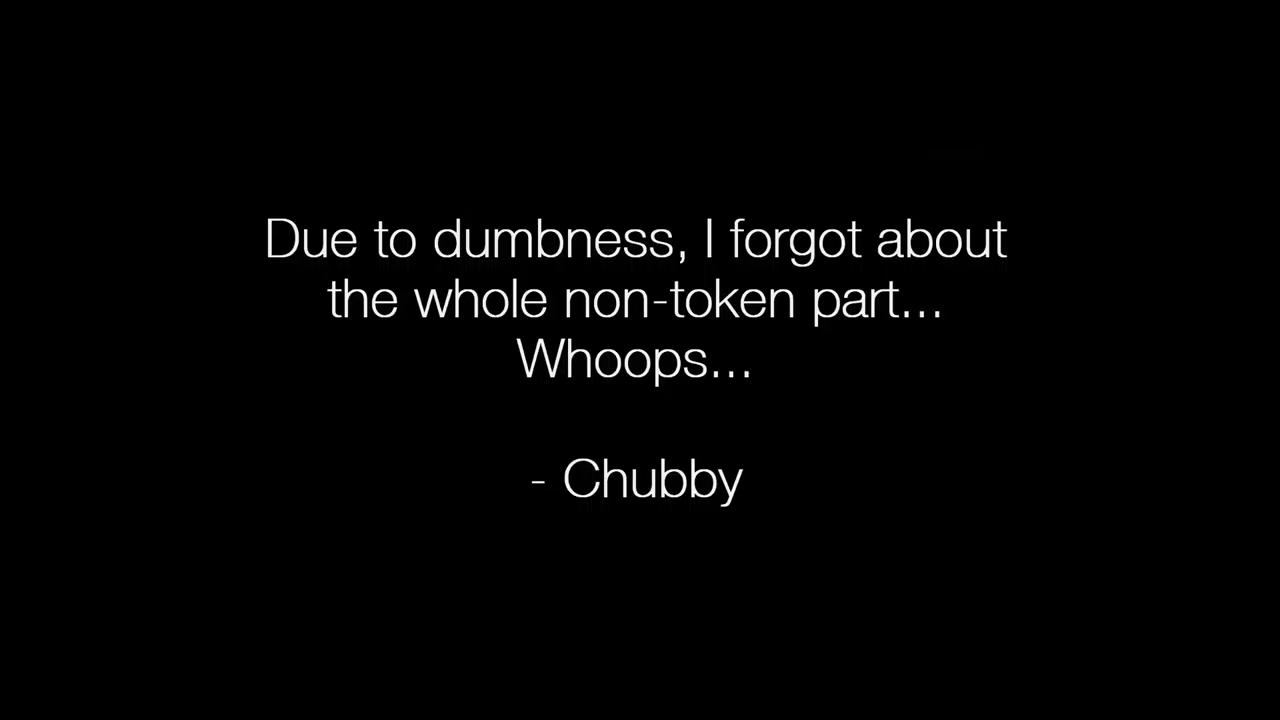 Due to dumbness, I forgot about
the whole non-token part...
Whoops...
- Chubby